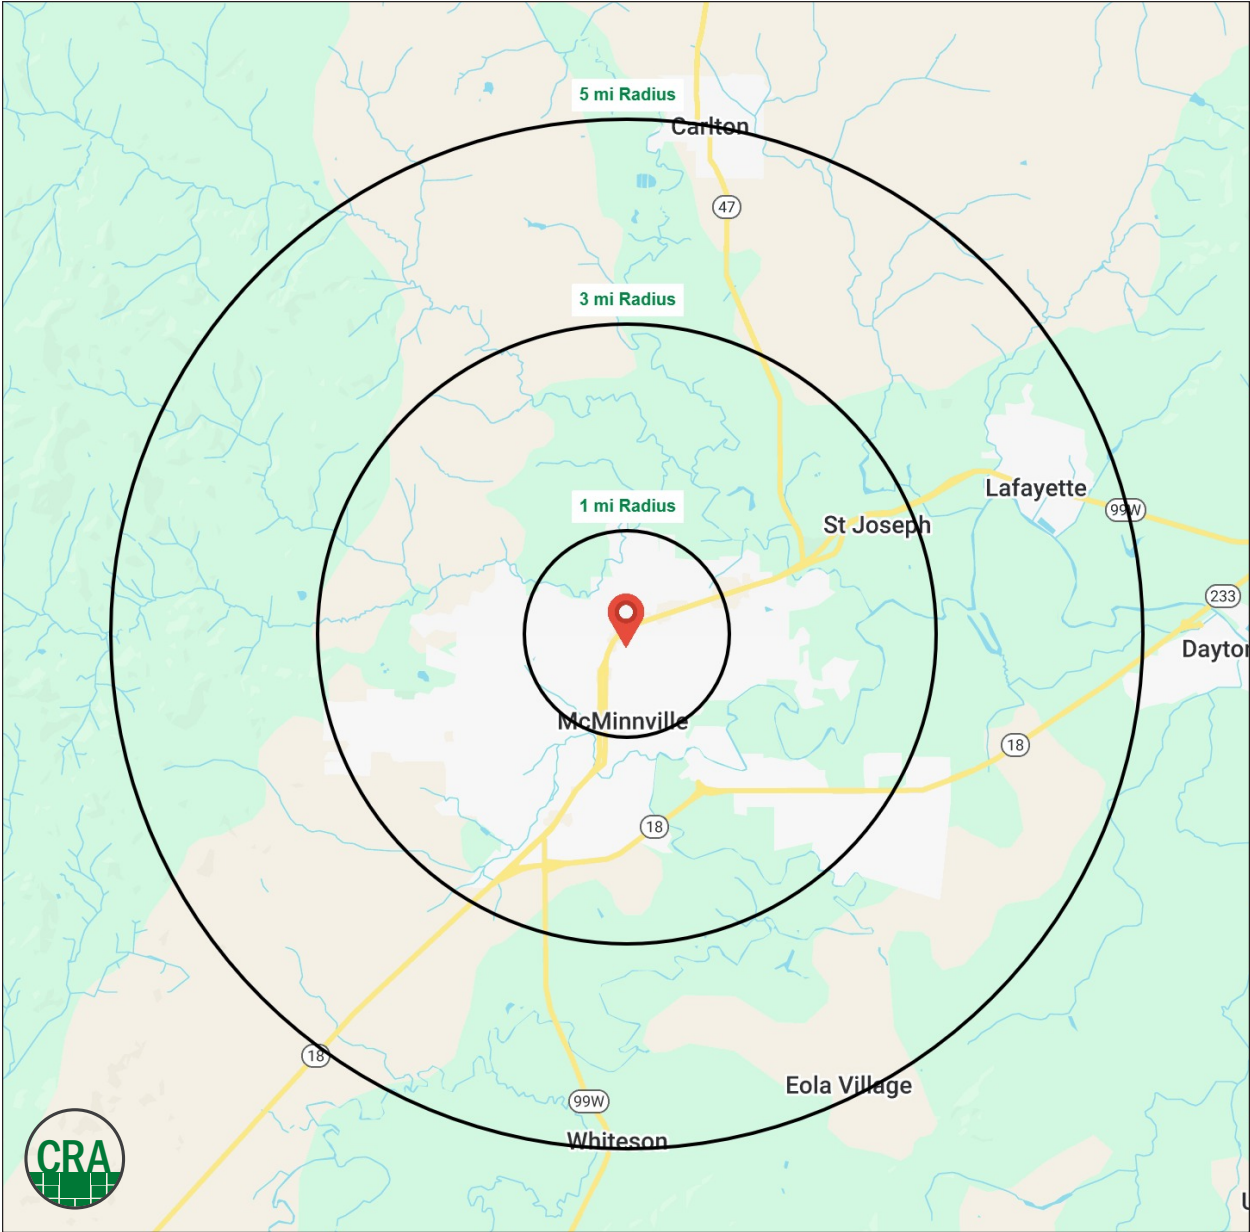 5 mi Radius
Carlton
47
3 mi Radius
Lafayette
1 mi Radius
99W
St Joseph
233
Dayto
McMinnville
18
18
18
Eola Village
99W
Whiteson
CRA